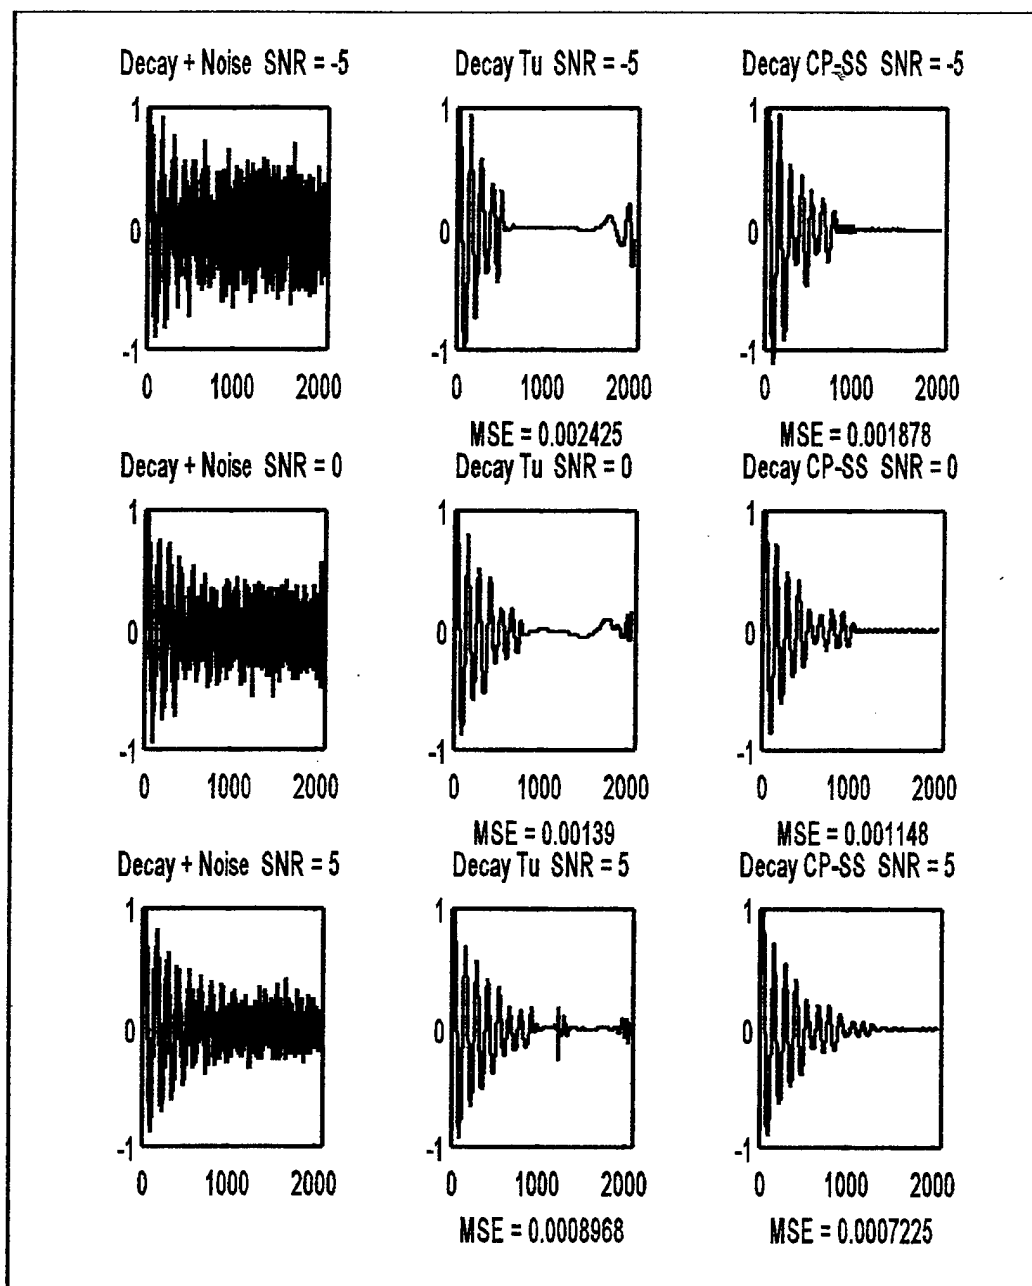 Decay + Noise SNR = -5
Decay Tu SNR = -5
Decay CP-SS SNR = -5
1
0
-1
0 1000 2000
1
0
-1
0 1000 2000
MSE = 0.002425
1
0
-1
0 1000 2000
MSE = 0.001878
Decay + Noise SNR = 0
Decay Tu SNR = 0
Decay CP-SS SNR = 0
1
0
-1
0 1000 2000
1
0
-1
0 1000 2000
MSE = 0.00139
1
0
-1
0 1000 2000
MSE = 0.001148
Decay + Noise SNR = 5
Decay Tu SNR = 5
Decay CP-SS SNR = 5
1
0
-1
0 1000 2000
1
0
-1
0 1000 2000
MSE = 0.0008968
1
0
-1
0 1000 2000
MSE = 0.0007225